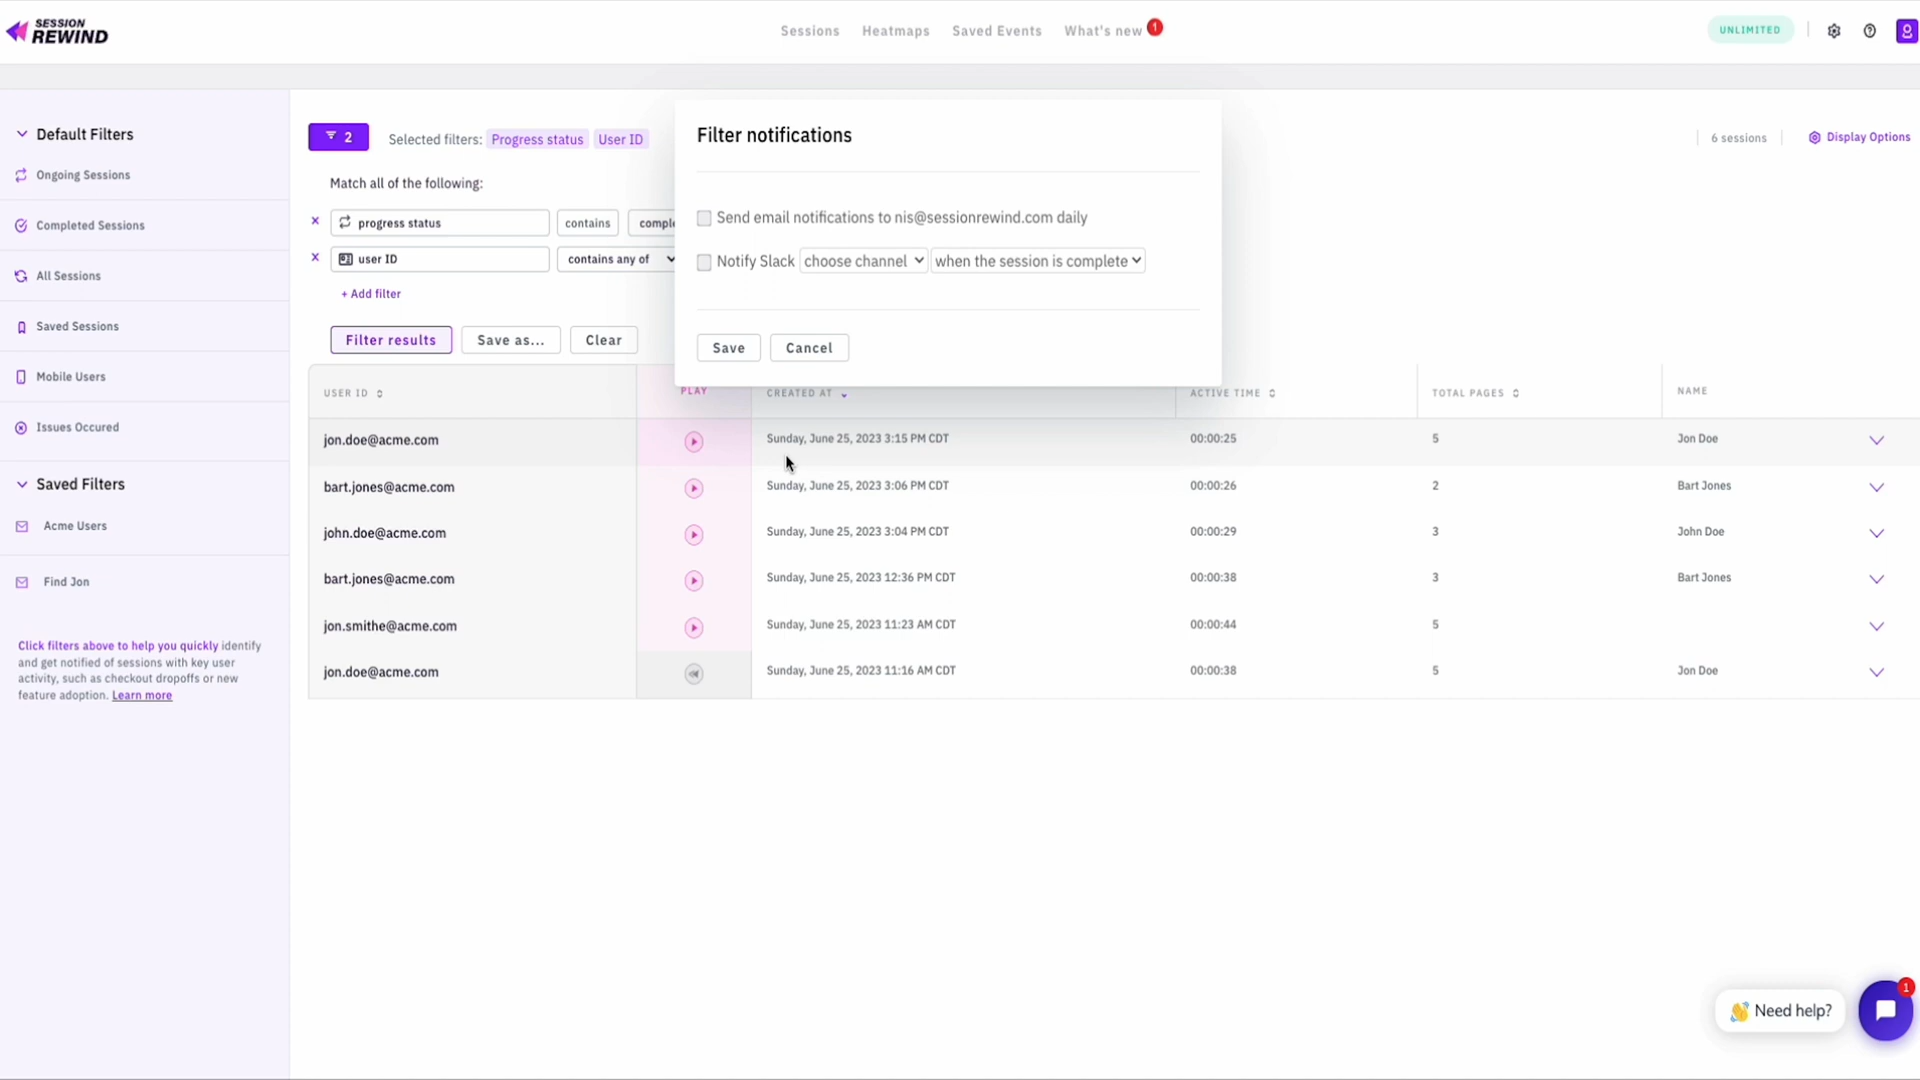 SESSION
REWIND
Sessions Heatmaps Saved Events What's new 1
UNLIMITED
Default Filters
Ongoing Sessions
Completed Sessions
All Sessions
Saved Sessions
Mobile Users
Issues Occured
Saved Filters
Acme Users
Find Jon
Click filters above to help you quickly identify
and get notified of sessions with key user
activity, such as checkout dropoffs or new
feature adoption. Learn more
2 Selected filters: Progress status User ID
6 sessions Display Options
Match all of the following:
x progress status contains
x user ID contains any of
+ Add filter
Filter results Save as... Clear
Filter notifications
Send email notifications to nis@sessionrewind.com daily
Notify Slack choose channel when the session is complete
Save Cancel
USER ID PLAY CREATED AT ACTIVE TIME TOTAL PAGES NAME
jon.doe@acme.com Sunday, June 25, 2023 3:15 PM CDT 00:00:25 5 Jon Doe
bart.jones@acme.com Sunday, June 25, 2023 3:06 PM CDT 00:00:26 2 Bart Jones
john.doe@acme.com Sunday, June 25, 2023 3:04 PM CDT 00:00:29 3 John Doe
bart.jones@acme.com Sunday, June 25, 2023 12:36 PM CDT 00:00:38 3 Bart Jones
jon.smithe@acme.com Sunday, June 25, 2023 11:23 AM CDT 00:00:44 5
jon.doe@acme.com Sunday, June 25, 2023 11:16 AM CDT 00:00:38 5 Jon Doe
👋 Need help? 1